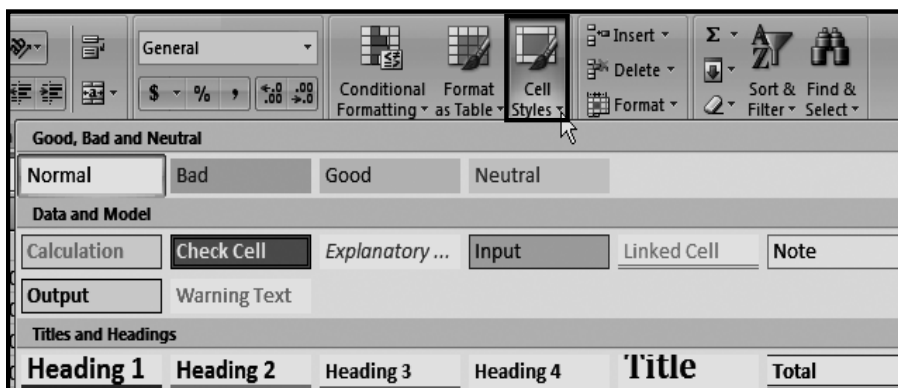 General
Conditional Formatting
Format as Table
Cell Styles
Insert
Delete
Format
Σ
A
Z
Sort & Filter
Find & Select
$ % ,
.0 .00
.00 .0
Good, Bad and Neutral
Normal Bad Good Neutral
Data and Model
Calculation Check Cell Explanatory ... Input Linked Cell Note
Output Warning Text
Titles and Headings
Heading 1 Heading 2 Heading 3 Heading 4 Title Total